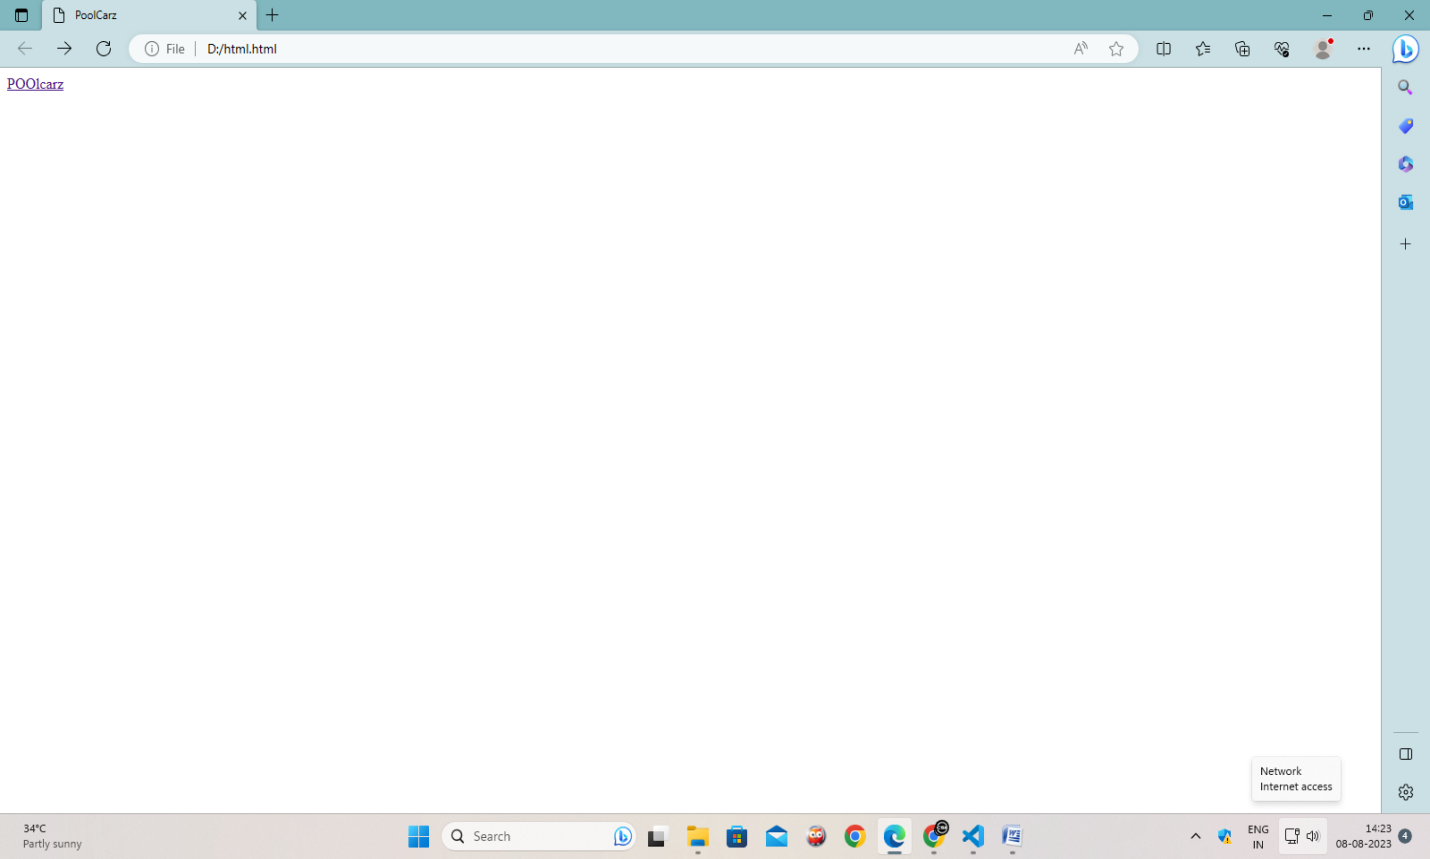 PoolCarz
File
D:/html.html
POOlcarz
Network
Internet access
34°C
Partly sunny
Search
ENG
IN
14:23
08-08-2023
4